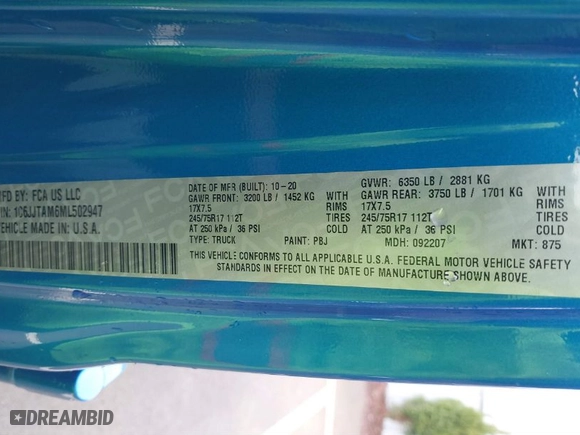 MFD BY: FCA US LLC
VIN: 1C6JJTAM6ML502947
VEHICLE MADE IN U.S.A.
DATE OF MFR (BUILT): 10-20
GAWR FRONT: 3200 LB / 1452 KG WITH
17X7.5 RIMS
245/75R17 112T TIRES
AT 250 kPa / 36 PSI COLD
TYPE: TRUCK PAINT: PBJ
GVWR: 6350 LB / 2881 KG
GAWR REAR: 3750 LB / 1701 KG WITH
17X7.5 RIMS
245/75R17 112T TIRES
AT 250 kPa / 36 PSI COLD
MDH: 092207 MKT: 875
THIS VEHICLE CONFORMS TO ALL APPLICABLE U.S.A. FEDERAL MOTOR VEHICLE SAFETY
STANDARDS IN EFFECT ON THE DATE OF MANUFACTURE SHOWN ABOVE.
DREAMBID